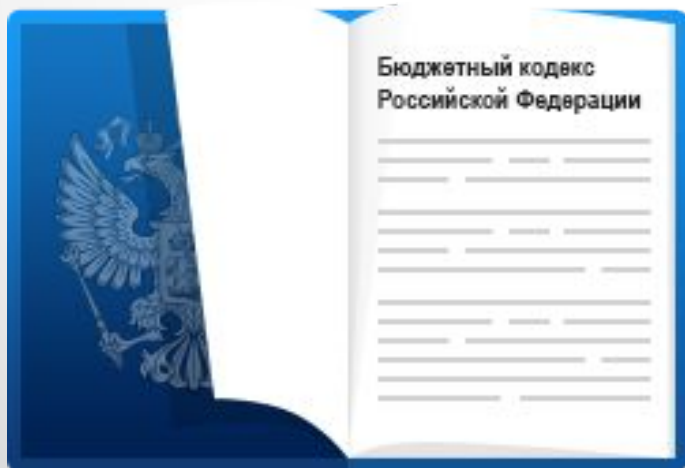 Бюджетный кодекс
Российской Федерации